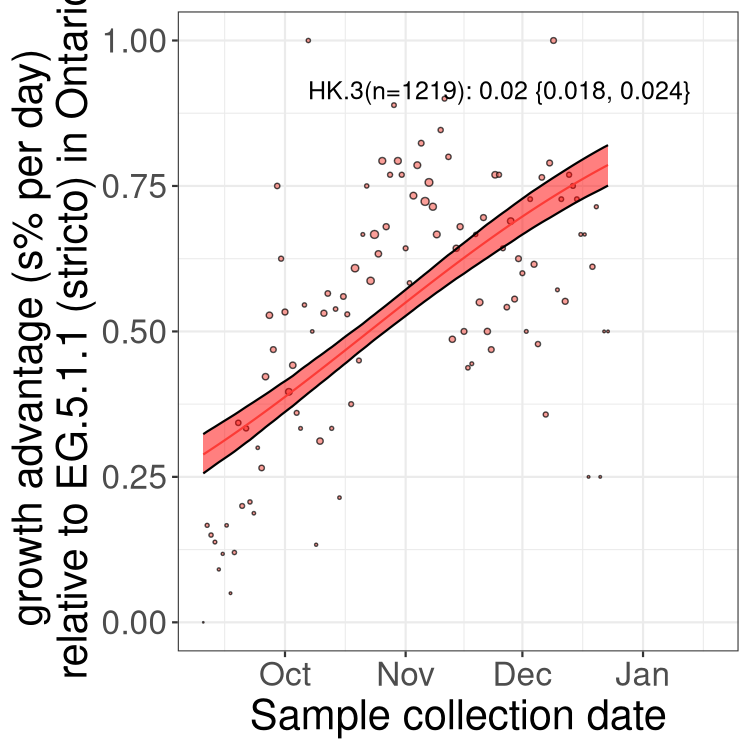 growth advantage (s% per day)
relative to EG.5.1.1 (stricto) in Ontario
1.00
HK.3(n=1219): 0.02 {0.018, 0.024}
0.75
0.50
0.25
0.00
Oct Nov Dec Jan
Sample collection date